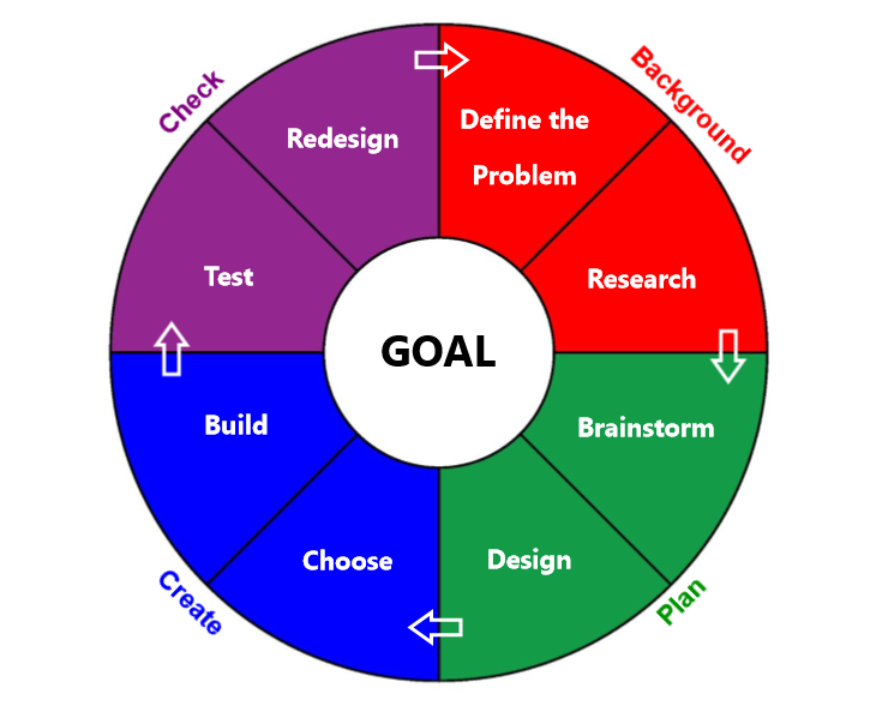 Check
Background
Redesign
Define the
Problem
Test
Research
GOAL
Build
Brainstorm
Choose
Design
Create
Plan